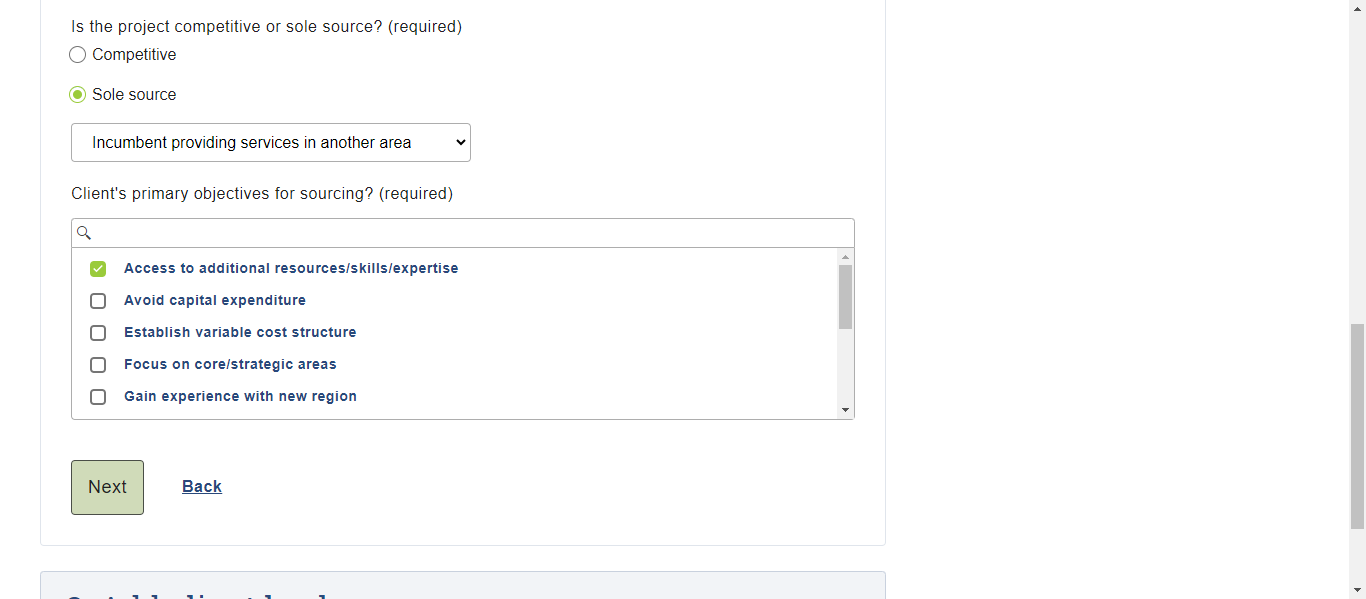 Is the project competitive or sole source? (required)
Competitive
Sole source
Incumbent providing services in another area
Client's primary objectives for sourcing? (required)
Access to additional resources/skills/expertise
Avoid capital expenditure
Establish variable cost structure
Focus on core/strategic areas
Gain experience with new region
Next Back